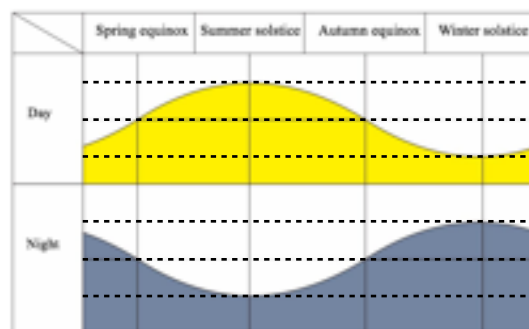 Spring equinox Summer solstice Autumn equinox Winter solstice
Day
Night